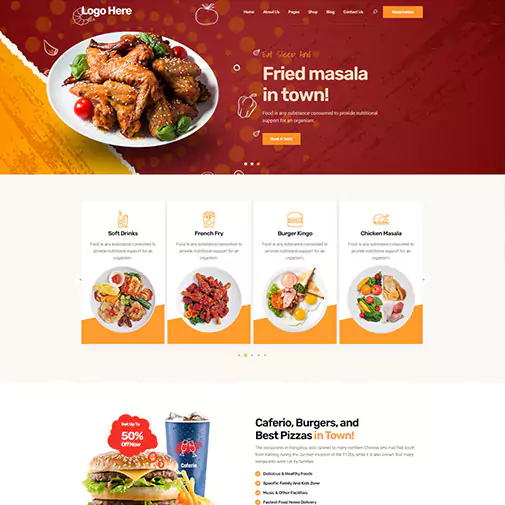 Logo Here
Home About Us Pages Shop Blog Contact Us
Reservation
Eat Sleep And
Fried masala
in town!
Food is any substance consumed to provide nutritional
support for an organism.
Book A Table
Soft Drinks
Food is any substance consumed to
provide nutritional support for an
organism.
French Fry
Food is any substance consumed to
provide nutritional support for an
organism.
Burger Kingo
Food is any substance consumed to
provide nutritional support for an
organism.
Chicken Masala
Food is any substance consumed to
provide nutritional support for an
organism.
Get Up To
50%
Off Now
Caferio
Caferio, Burgers, and
Best Pizzas in Town!
The restaurants in Hangzhou also catered to many northern Chinese who had fled south
from Kaifeng during the Jurchen invasion of the 1120s, while it is also known that many
restaurants were run by families
Delicious & Healthy Foods
Spacific Family And Kids Zone
Music & Other Facilities
Fastest Food Home Delivery